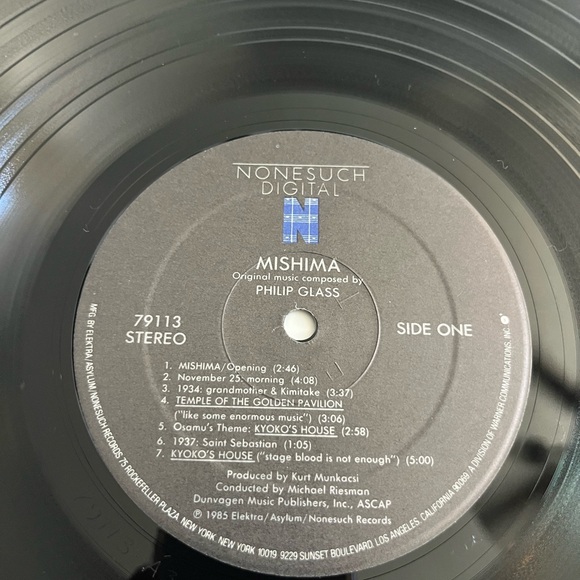 NONESUCH
DIGITAL
N
MISHIMA
Original music composed by
PHILIP GLASS
79113
STEREO
SIDE ONE
1. MISHIMA/Opening (2:46)
2. November 25: morning (4:08)
3. 1934: grandmother & Kimitake (3:37)
4. TEMPLE OF THE GOLDEN PAVILION
("like some enormous music") (3:06)
5. Osamu's Theme: KYOKO'S HOUSE (2:58)
6. 1937: Saint Sebastian (1:05)
7. KYOKO'S HOUSE ("stage blood is not enough") (5:00)
Produced by Kurt Munkacsi
Conducted by Michael Riesman
Dunvagen Music Publishers, Inc., ASCAP
℗ 1985 Elektra/Asylum/Nonesuch Records
MFG BY ELEKTRA/ASYLUM/NONESUCH RECORDS 75 ROCKEFELLER PLAZA, NEW YORK, NEW YORK 10019 9229 SUNSET BOULEVARD, LOS ANGELES, CALIFORNIA 90069, A DIVISION OF WARNER COMMUNICATIONS, INC.